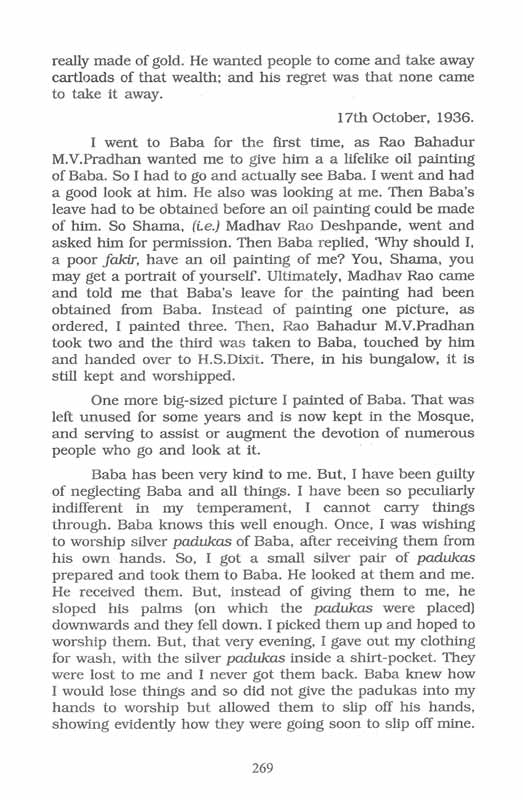 really made of gold. He wanted people to come and take away
cartloads of that wealth; and his regret was that none came
to take it away.
17th October, 1936.
I went to Baba for the first time, as Rao Bahadur
M.V.Pradhan wanted me to give him a a lifelike oil painting
of Baba. So I had to go and actually see Baba. I went and had
a good look at him. He also was looking at me. Then Baba's
leave had to be obtained before an oil painting could be made
of him. So Shama, (i.e.) Madhav Rao Deshpande, went and
asked him for permission. Then Baba replied, 'Why should I,
a poor fakir, have an oil painting of me? You, Shama, you
may get a portrait of yourself'. Ultimately, Madhav Rao came
and told me that Baba's leave for the painting had been
obtained from Baba. Instead of painting one picture, as
ordered, I painted three. Then, Rao Bahadur M.V.Pradhan
took two and the third was taken to Baba, touched by him
and handed over to H.S.Dixit. There, in his bungalow, it is
still kept and worshipped.
One more big-sized picture I painted of Baba. That was
left unused for some years and is now kept in the Mosque,
and serving to assist or augment the devotion of numerous
people who go and look at it.
Baba has been very kind to me. But, I have been guilty
of neglecting Baba and all things. I have been so peculiarly
indifferent in my temperament, I cannot carry things
through. Baba knows this well enough. Once, I was wishing
to worship silver padukas of Baba, after receiving them from
his own hands. So, I got a small silver pair of padukas
prepared and took them to Baba. He looked at them and me.
He received them. But, instead of giving them to me, he
sloped his palms (on which the padukas were placed)
downwards and they fell down. I picked them up and hoped to
worship them. But, that very evening, I gave out my clothing
for wash, with the silver padukas inside a shirt-pocket. They
were lost to me and I never got them back. Baba knew how
I would lose things and so did not give the padukas into my
hands to worship but allowed them to slip off his hands,
showing evidently how they were going soon to slip off mine.
269